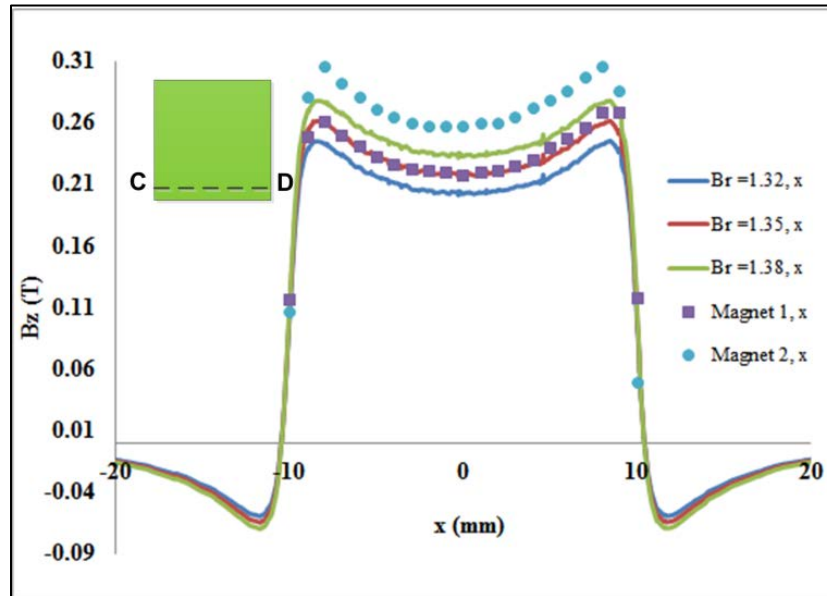 0.31
0.26
0.21
0.16
0.11
0.06
0.01
-0.04
-0.09
Bz (T)
C D
-20 -10 0 10 20
x (mm)
Br =1.32, x
Br =1.35, x
Br =1.38, x
Magnet 1, x
Magnet 2, x